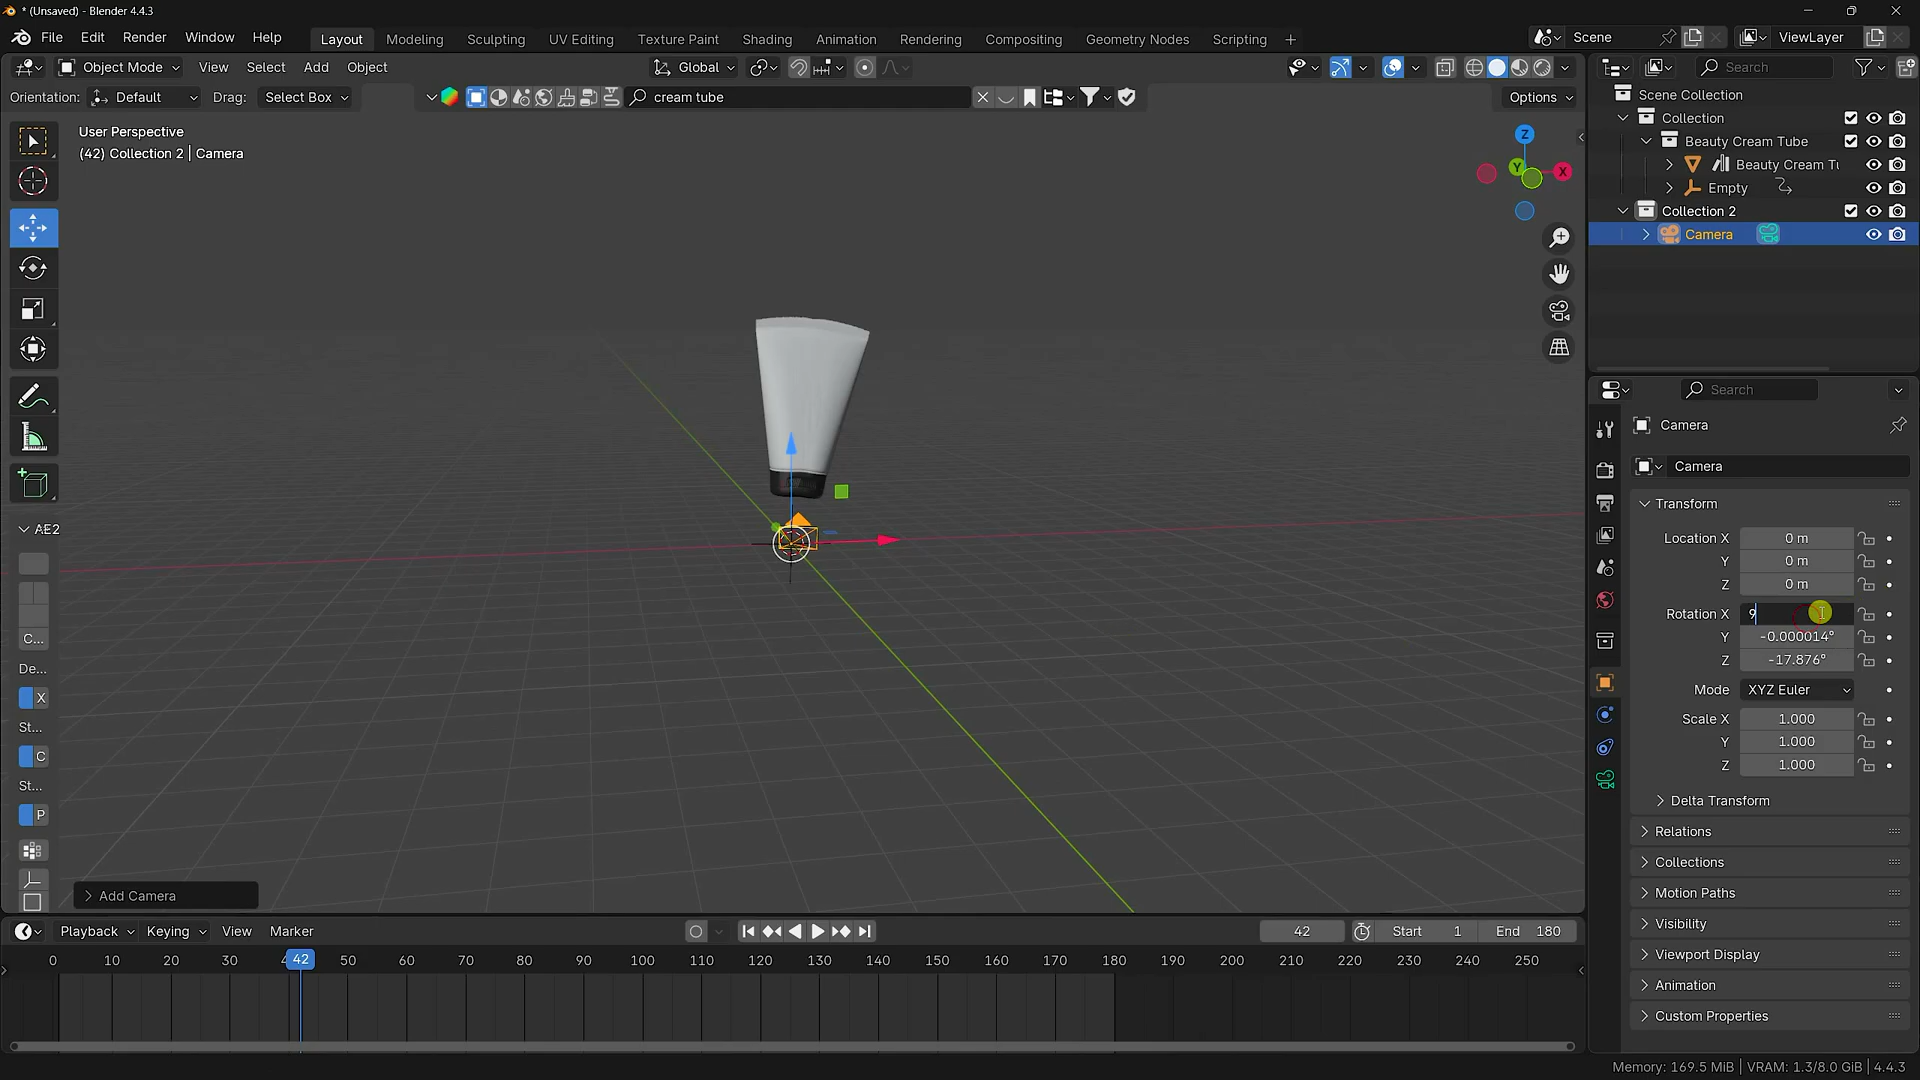 * (Unsaved) - Blender 4.4.3
File Edit Render Window Help
Layout Modeling Sculpting UV Editing Texture Paint Shading Animation Rendering Compositing Geometry Nodes Scripting +
Scene ViewLayer
Object Mode View Select Add Object Global
Search
Orientation: Default Drag: Select Box cream tube Options
User Perspective
(42) Collection 2 | Camera
Z
Y
X
Scene Collection
Collection
Beauty Cream Tube
Beauty Cream Tu
Empty
Collection 2
Camera
Search
Camera
Camera
Transform
Location X 0 m
Y 0 m
Z 0 m
Rotation X 9
Y -0.000014°
Z -17.876°
Mode XYZ Euler
Scale X 1.000
Y 1.000
Z 1.000
Delta Transform
Relations
Collections
Motion Paths
Visibility
Viewport Display
Animation
Custom Properties
AE2
C...
De...
X
St...
C
St...
P
Add Camera
Playback Keying View Marker 42 Start 1 End 180
0 10 20 30 42 50 60 70 80 90 100 110 120 130 140 150 160 170 180 190 200 210 220 230 240 250
Memory: 169.5 MiB | VRAM: 1.3/8.0 GiB | 4.4.3